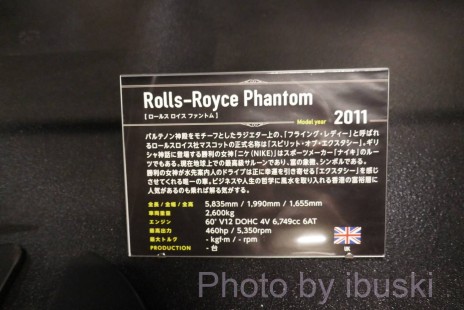 Rolls-Royce Phantom
[ ロールス ロイス ファントム ]
Model year 2011
パルテノン神殿をモチーフとしたラジエター上の、「フライング・レディー」と呼ばれ
るロールスロイス社マスコットの正式名称は「スピリット・オブ・エクスタシー」。ギリ
シャ神話に登場する勝利の女神「ニケ(NIKE)」はスポーツメーカー「ナイキ」のルー
ツでもある。現在地球上での最高級サルーンであり、富の象徴、シンボルである。
勝利の女神が水先案内人のドライブは正に幸運を引き寄せる「エクスタシー」を感じ
させてくれる唯一の車。ビジネスや人生の哲学に風水を取り入れる香港の富裕層に
人気があるのも乗れば解る気がする。
全長 / 全幅 / 全高 5,835mm / 1,990mm / 1,655mm
車両重量 2,600kg
エンジン 60° V12 DOHC 4V 6,749cc 6AT
最高出力 460hp / 5,350rpm
最大トルク - kgf·m / - rpm
PRODUCTION - 台
UK
Photo by ibuski